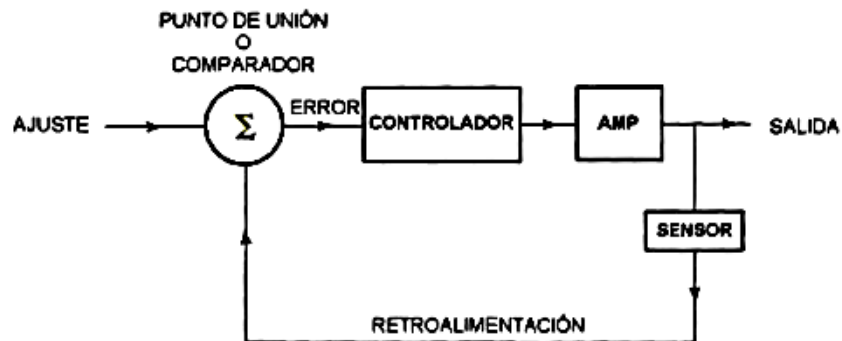 PUNTO DE UNIÓN
O
COMPARADOR
AJUSTE
Σ
ERROR
CONTROLADOR
AMP
SALIDA
SENSOR
RETROALIMENTACIÓN